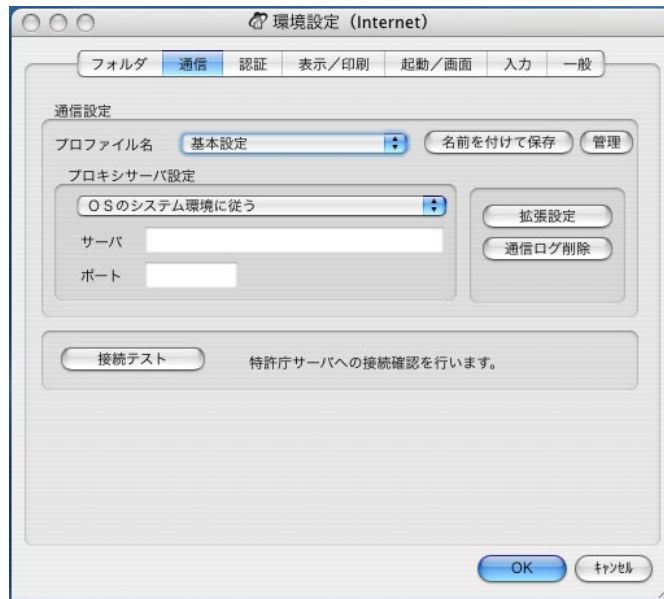 環境設定（Internet）
フォルダ 通信 認証 表示／印刷 起動／画面 入力 一般
通信設定
プロファイル名 基本設定 名前を付けて保存 管理
プロキシサーバ設定
ＯＳのシステム環境に従う
拡張設定
サーバ
通信ログ削除
ポート
接続テスト 特許庁サーバへの接続確認を行います。
OK ｷｬﾝｾﾙ